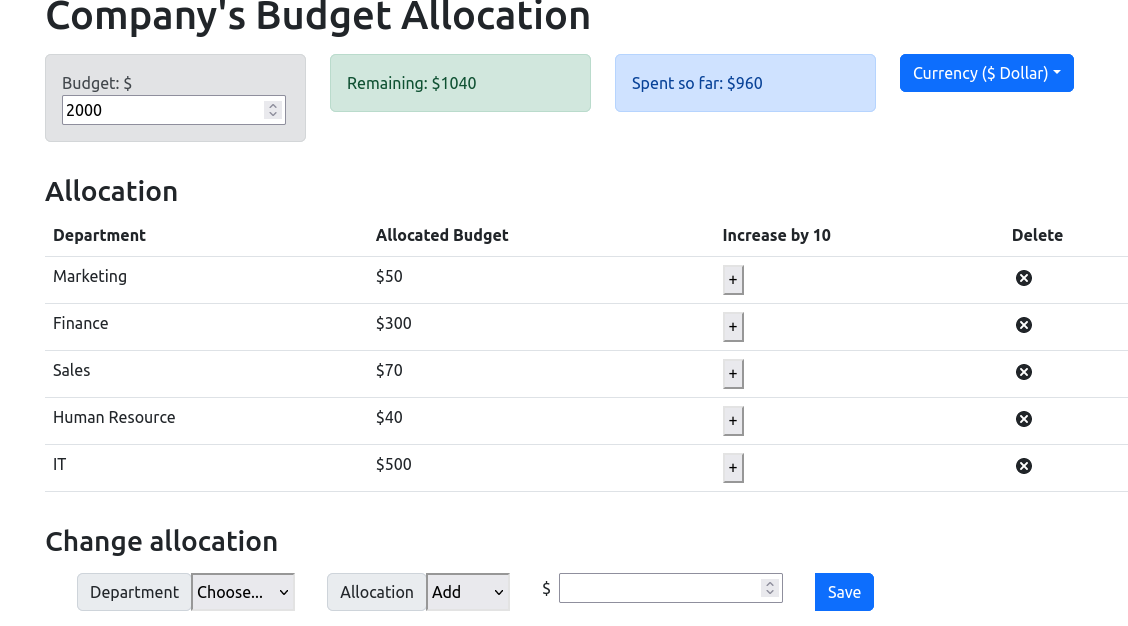 Company's Budget Allocation
Budget: $
2000
Remaining: $1040
Spent so far: $960
Currency ($ Dollar)
Allocation
Department Allocated Budget Increase by 10 Delete
Marketing $50 +
Finance $300 +
Sales $70 +
Human Resource $40 +
IT $500 +
Change allocation
Department Choose... Allocation Add $ Save